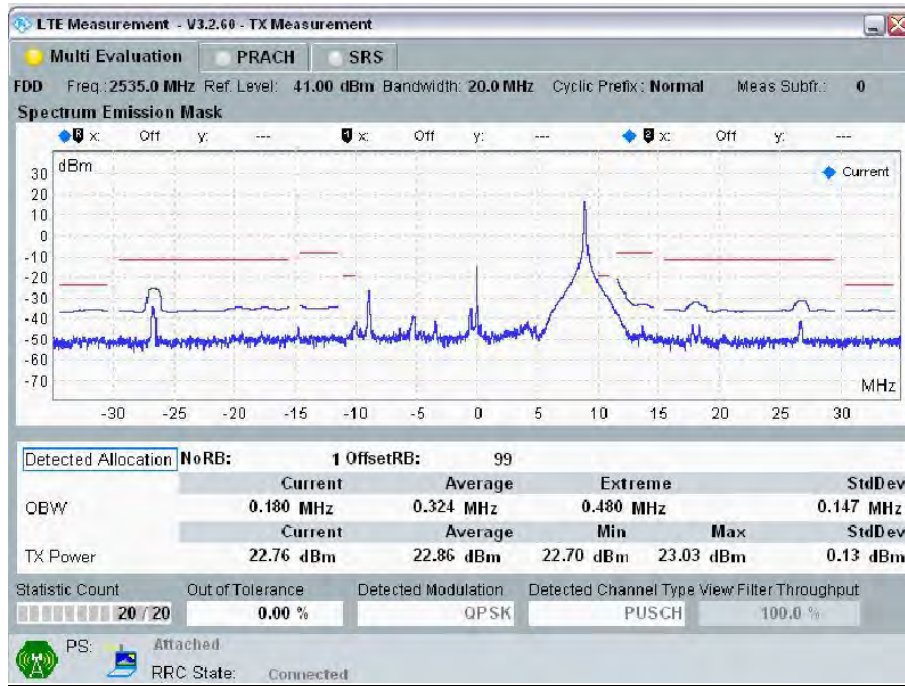 LTE Measurement - V3.2.60 - TX Measurement
Multi Evaluation PRACH SRS
FDD Freq.: 2535.0 MHz Ref. Level: 41.00 dBm Bandwidth: 20.0 MHz Cyclic Prefix: Normal Meas Subfr.: 0
Spectrum Emission Mask
R x: Off y: --- 1 x: Off y: --- 2 x: Off y: ---
dBm
Current
30
20
10
0
-10
-20
-30
-40
-50
-60
-70
MHz
-30 -25 -20 -15 -10 -5 0 5 10 15 20 25 30
Detected Allocation NoRB: 1 OffsetRB: 99
Current Average Extreme StdDev
OBW 0.180 MHz 0.324 MHz 0.480 MHz 0.147 MHz
Current Average Min Max StdDev
TX Power 22.76 dBm 22.86 dBm 22.70 dBm 23.03 dBm 0.13 dBm
Statistic Count Out of Tolerance Detected Modulation Detected Channel Type View Filter Throughput
20 / 20 0.00 % QPSK PUSCH 100.0 %
PS: Attached
RRC State: Connected